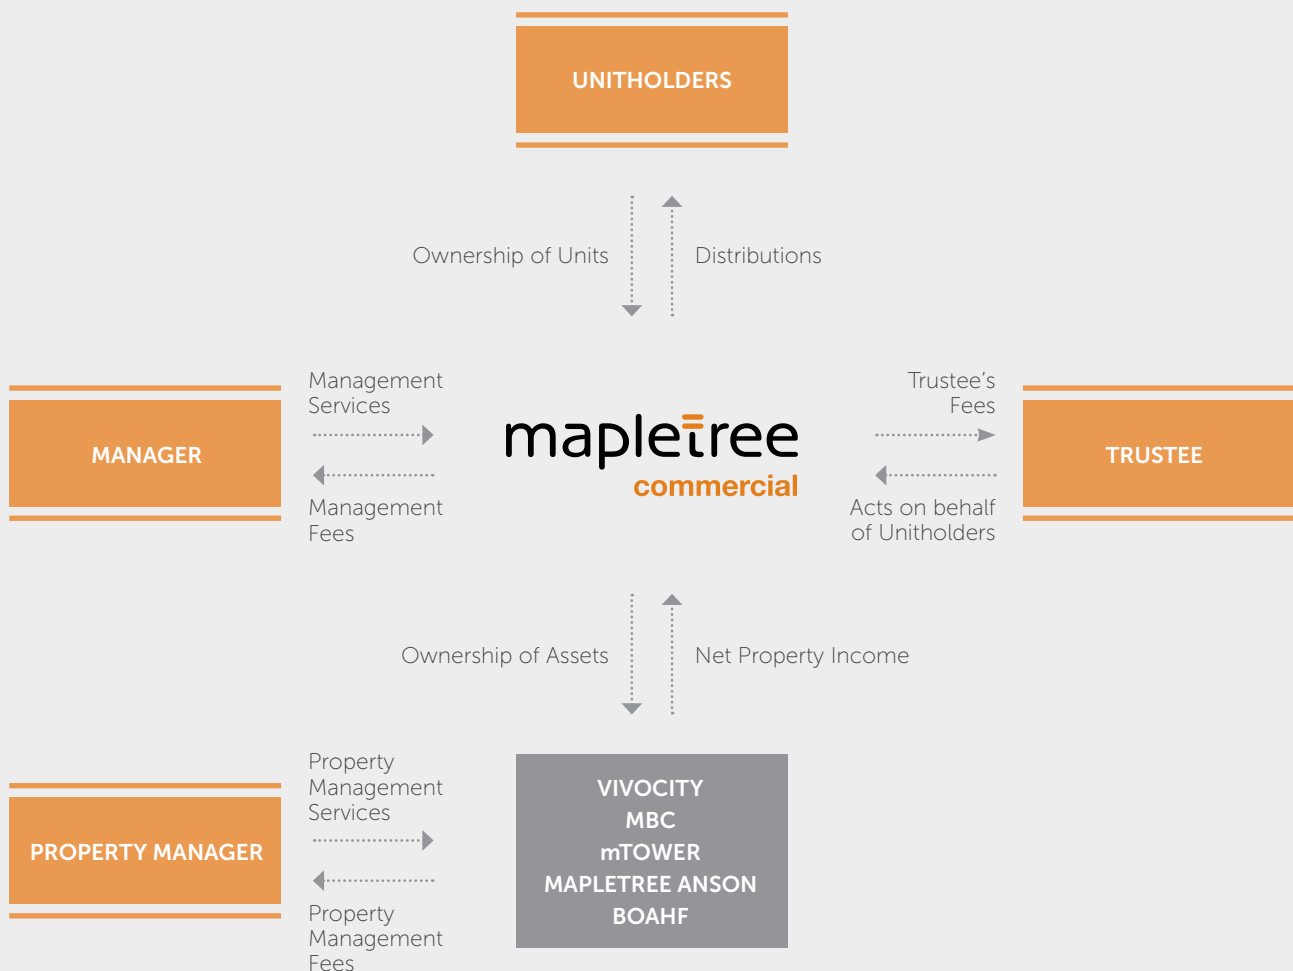 UNITHOLDERS
Ownership of Units
Distributions
Management
Services
Trustee’s
Fees
MANAGER
mapletree
commercial
TRUSTEE
Management
Fees
Acts on behalf
of Unitholders
Ownership of Assets
Net Property Income
Property
Management
Services
PROPERTY MANAGER
Property
Management
Fees
VIVOCITY
MBC
mTOWER
MAPLETREE ANSON
BOAHF